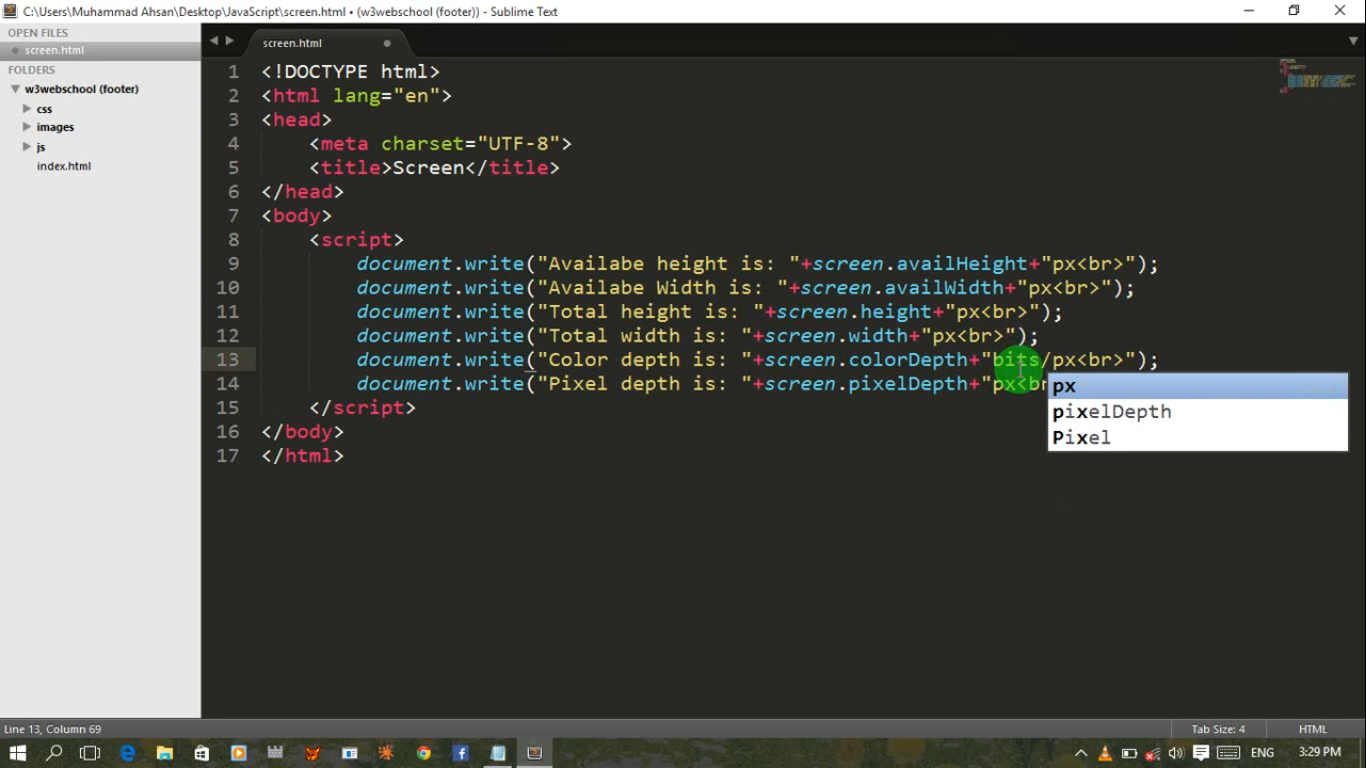 C:\Users\Muhammad Ahsan\Desktop\JavaScript\screen.html • (w3webschool (footer)) - Sublime Text
OPEN FILES
screen.html
FOLDERS
w3webschool (footer)
css
images
js
index.html
screen.html
1 <!DOCTYPE html>
2 <html lang="en">
3 <head>
4 <meta charset="UTF-8">
5 <title>Screen</title>
6 </head>
7 <body>
8 <script>
9 document.write("Availabe height is: "+screen.availHeight+"px<br>");
10 document.write("Availabe Width is: "+screen.availWidth+"px<br>");
11 document.write("Total height is: "+screen.height+"px<br>");
12 document.write("Total width is: "+screen.width+"px<br>");
13 document.write("Color depth is: "+screen.colorDepth+"bits/px<br>");
14 document.write("Pixel depth is: "+screen.pixelDepth+"px<br
15 </script>
16 </body>
17 </html>
px
pixelDepth
Pixel
Line 13, Column 69
Tab Size: 4
HTML
ENG
3:29 PM